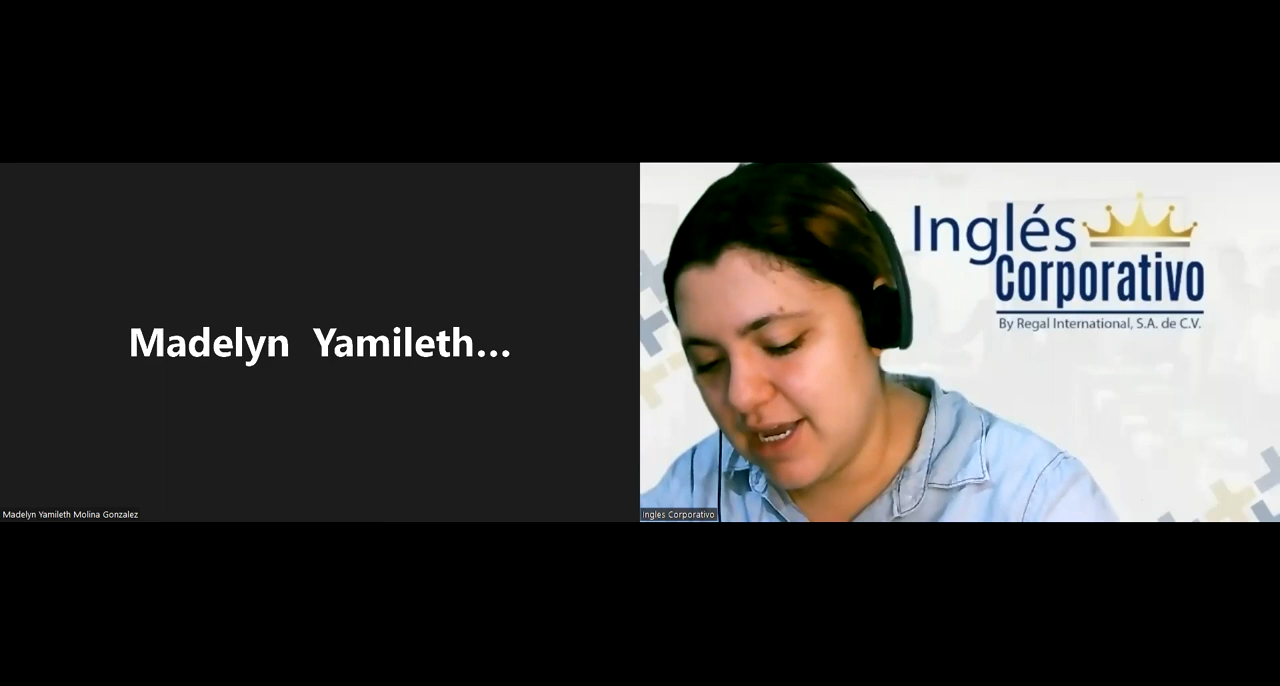 Madelyn Yamileth...
Madelyn Yamileth Molina Gonzalez
Inglés
Corporativo
By Regal International, S.A. de C.V.
Ingles Corporativo